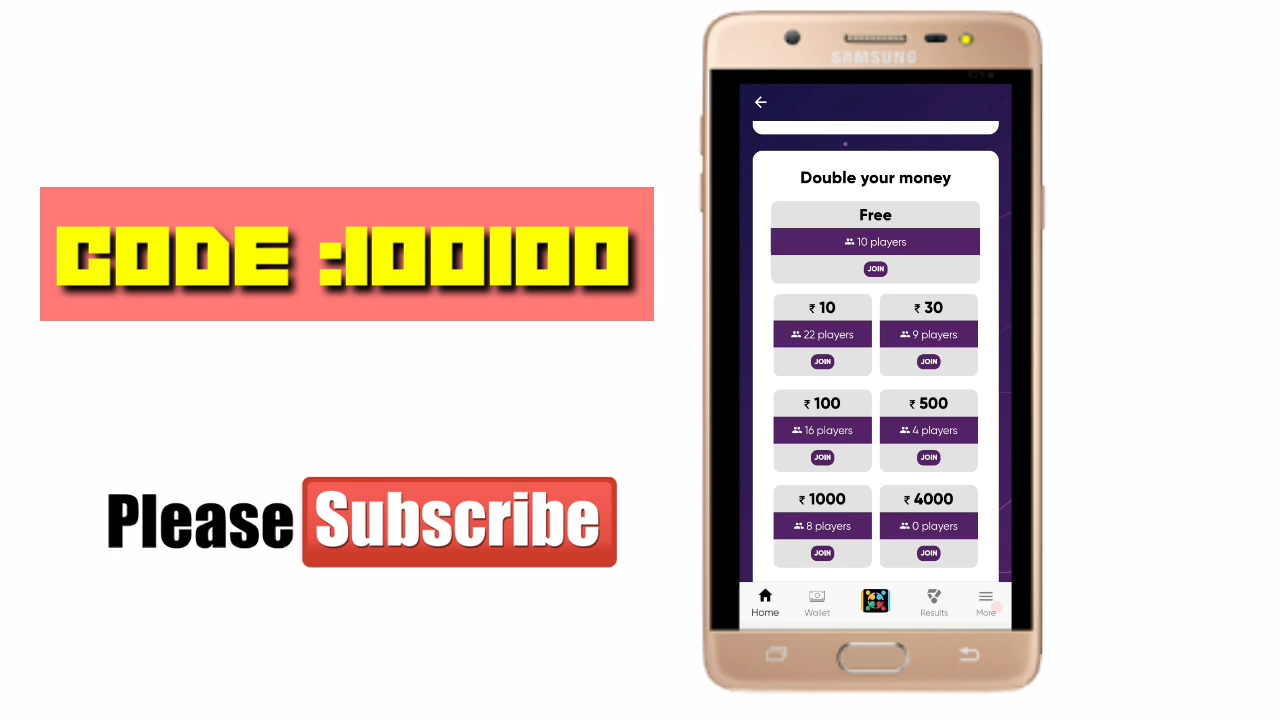 CODE :100100
Please Subscribe
SAMSUNG
82%
Double your money
Free
10 players
JOIN
₹ 10
₹ 30
22 players
9 players
JOIN
JOIN
₹ 100
₹ 500
16 players
4 players
JOIN
JOIN
₹ 1000
₹ 4000
8 players
0 players
JOIN
JOIN
Home
Wallet
Results
More